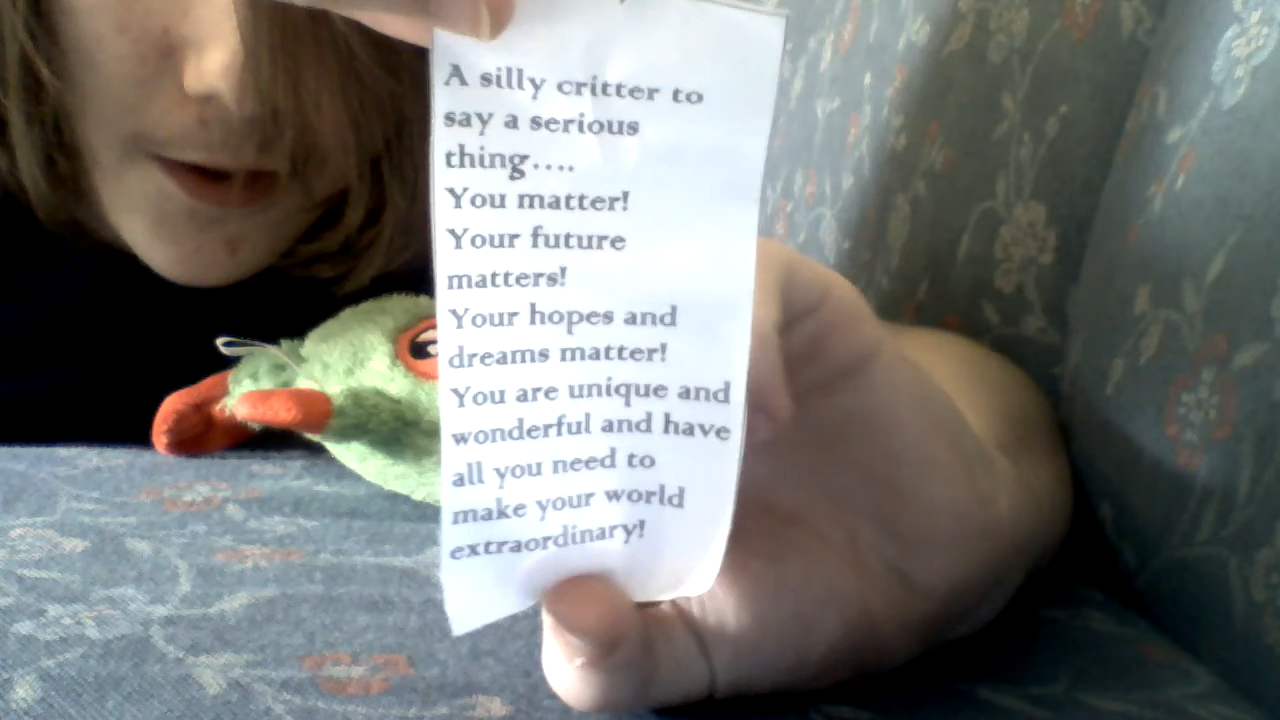 A silly critter to
say a serious
thing....
You matter!
Your future
matters!
Your hopes and
dreams matter!
You are unique and
wonderful and have
all you need to
make your world
extraordinary!